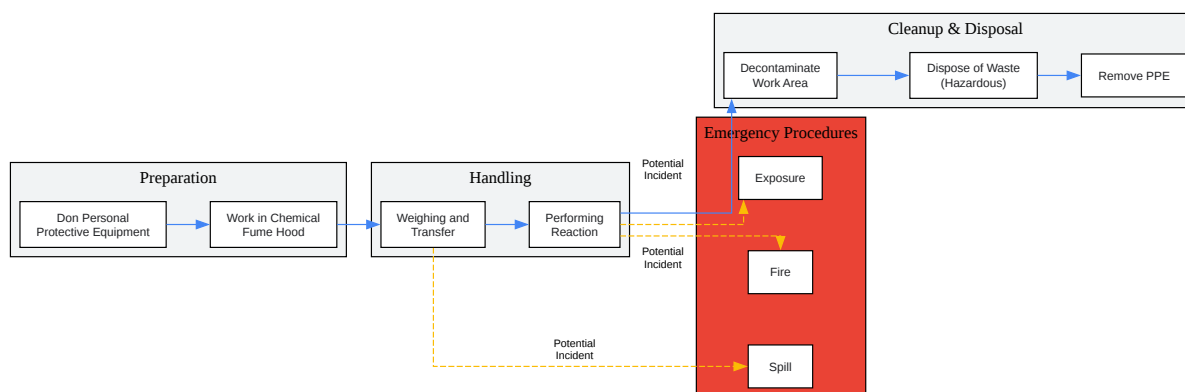 Cleanup & Disposal
Decontaminate
Work Area
Dispose of Waste
(Hazardous)
Remove PPE
Emergency Procedures
Potential
Incident
Exposure
Preparation
Don Personal
Protective Equipment
Work in Chemical
Fume Hood
Handling
Weighing and
Transfer
Performing
Reaction
Potential
Incident
Fire
Potential
Incident
Spill